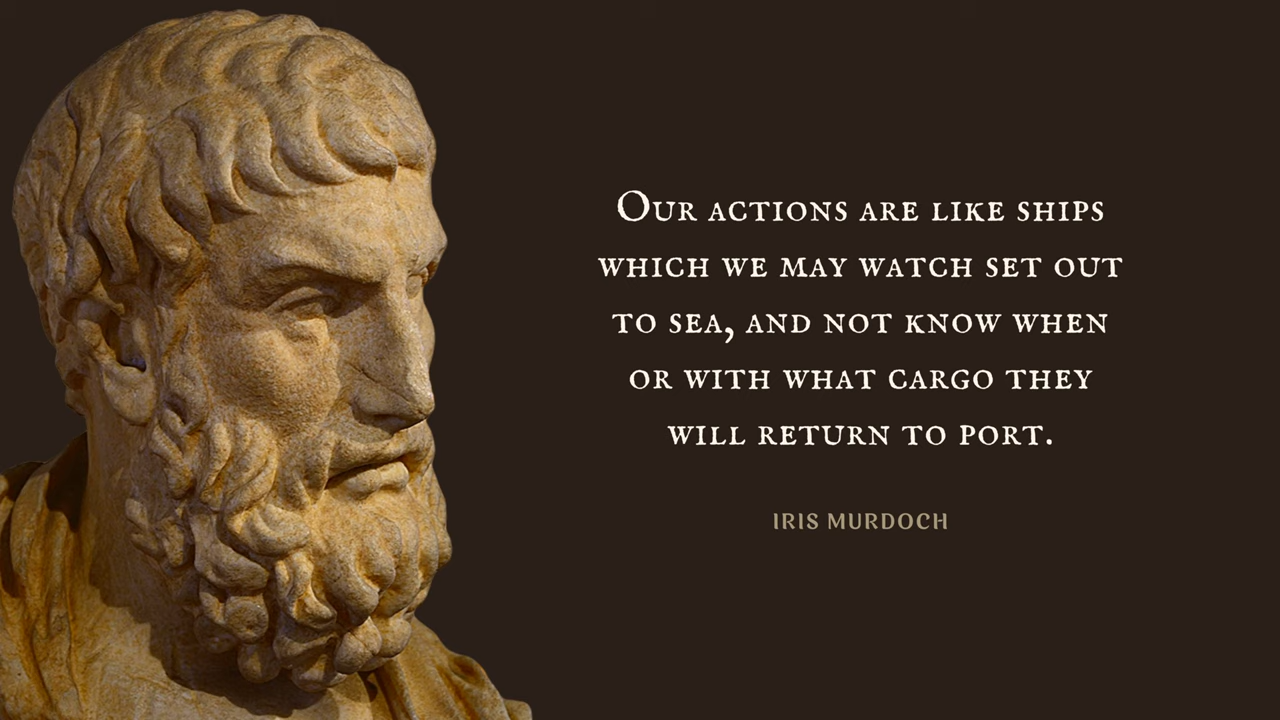 Our actions are like ships
which we may watch set out
to sea, and not know when
or with what cargo they
will return to port.
IRIS MURDOCH